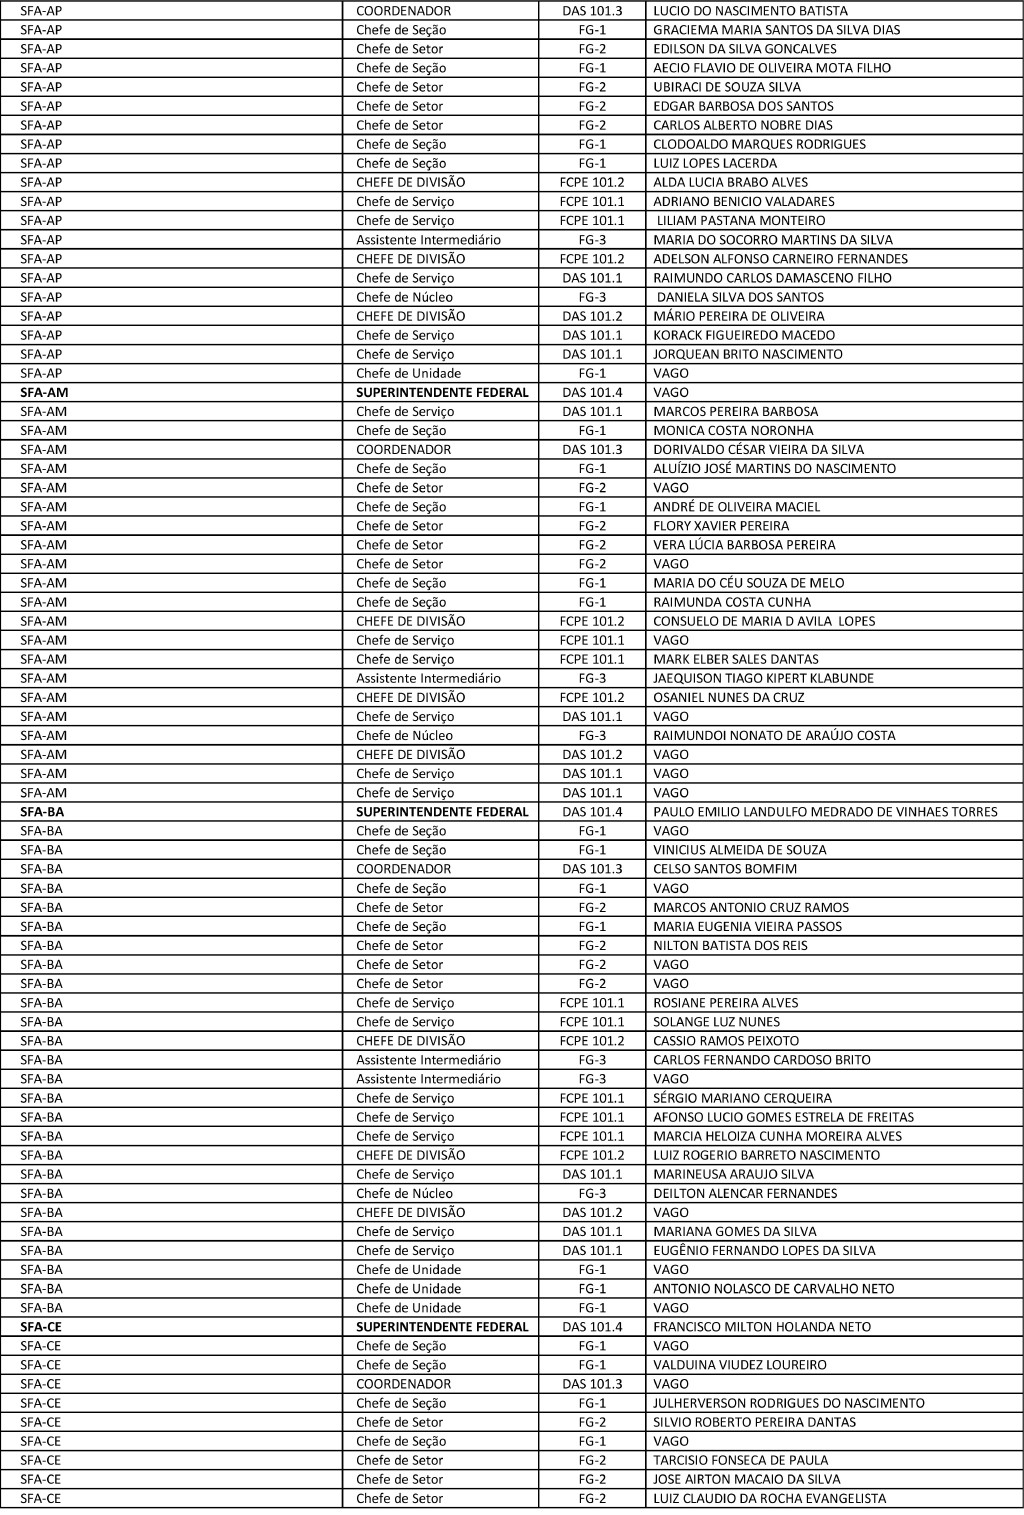 SFA-AP COORDENADOR DAS 101.3 LUCIO DO NASCIMENTO BATISTA
SFA-AP Chefe de Seção FG-1 GRACIEMA MARIA SANTOS DA SILVA DIAS
SFA-AP Chefe de Setor FG-2 EDILSON DA SILVA GONCALVES
SFA-AP Chefe de Seção FG-1 AECIO FLAVIO DE OLIVEIRA MOTA FILHO
SFA-AP Chefe de Setor FG-2 UBIRACI DE SOUZA SILVA
SFA-AP Chefe de Setor FG-2 EDGAR BARBOSA DOS SANTOS
SFA-AP Chefe de Setor FG-2 CARLOS ALBERTO NOBRE DIAS
SFA-AP Chefe de Seção FG-1 CLODOALDO MARQUES RODRIGUES
SFA-AP Chefe de Seção FG-1 LUIZ LOPES LACERDA
SFA-AP CHEFE DE DIVISÃO FCPE 101.2 ALDA LUCIA BRABO ALVES
SFA-AP Chefe de Serviço FCPE 101.1 ADRIANO BENICIO VALADARES
SFA-AP Chefe de Serviço FCPE 101.1 LILIAM PASTANA MONTEIRO
SFA-AP Assistente Intermediário FG-3 MARIA DO SOCORRO MARTINS DA SILVA
SFA-AP CHEFE DE DIVISÃO FCPE 101.2 ADELSON ALFONSO CARNEIRO FERNANDES
SFA-AP Chefe de Serviço DAS 101.1 RAIMUNDO CARLOS DAMASCENO FILHO
SFA-AP Chefe de Núcleo FG-3 DANIELA SILVA DOS SANTOS
SFA-AP CHEFE DE DIVISÃO DAS 101.2 MÁRIO PEREIRA DE OLIVEIRA
SFA-AP Chefe de Serviço DAS 101.1 KORACK FIGUEIREDO MACEDO
SFA-AP Chefe de Serviço DAS 101.1 JORQUEAN BRITO NASCIMENTO
SFA-AP Chefe de Unidade FG-1 VAGO
SFA-AM SUPERINTENDENTE FEDERAL DAS 101.4 VAGO
SFA-AM Chefe de Serviço DAS 101.1 MARCOS PEREIRA BARBOSA
SFA-AM Chefe de Seção FG-1 MONICA COSTA NORONHA
SFA-AM COORDENADOR DAS 101.3 DORIVALDO CÉSAR VIEIRA DA SILVA
SFA-AM Chefe de Seção FG-1 ALUÍZIO JOSÉ MARTINS DO NASCIMENTO
SFA-AM Chefe de Setor FG-2 VAGO
SFA-AM Chefe de Seção FG-1 ANDRÉ DE OLIVEIRA MACIEL
SFA-AM Chefe de Setor FG-2 FLORY XAVIER PEREIRA
SFA-AM Chefe de Setor FG-2 VERA LÚCIA BARBOSA PEREIRA
SFA-AM Chefe de Setor FG-2 VAGO
SFA-AM Chefe de Seção FG-1 MARIA DO CÉU SOUZA DE MELO
SFA-AM Chefe de Seção FG-1 RAIMUNDA COSTA CUNHA
SFA-AM CHEFE DE DIVISÃO FCPE 101.2 CONSUELO DE MARIA D AVILA LOPES
SFA-AM Chefe de Serviço FCPE 101.1 VAGO
SFA-AM Chefe de Serviço FCPE 101.1 MARK ELBER SALES DANTAS
SFA-AM Assistente Intermediário FG-3 JAEQUISON TIAGO KIPERT KLABUNDE
SFA-AM CHEFE DE DIVISÃO FCPE 101.2 OSANIEL NUNES DA CRUZ
SFA-AM Chefe de Serviço DAS 101.1 VAGO
SFA-AM Chefe de Núcleo FG-3 RAIMUNDOI NONATO DE ARAÚJO COSTA
SFA-AM CHEFE DE DIVISÃO DAS 101.2 VAGO
SFA-AM Chefe de Serviço DAS 101.1 VAGO
SFA-AM Chefe de Serviço DAS 101.1 VAGO
SFA-BA SUPERINTENDENTE FEDERAL DAS 101.4 PAULO EMILIO LANDULFO MEDRADO DE VINHAES TORRES
SFA-BA Chefe de Seção FG-1 VAGO
SFA-BA Chefe de Seção FG-1 VINICIUS ALMEIDA DE SOUZA
SFA-BA COORDENADOR DAS 101.3 CELSO SANTOS BOMFIM
SFA-BA Chefe de Seção FG-1 VAGO
SFA-BA Chefe de Setor FG-2 MARCOS ANTONIO CRUZ RAMOS
SFA-BA Chefe de Seção FG-1 MARIA EUGENIA VIEIRA PASSOS
SFA-BA Chefe de Setor FG-2 NILTON BATISTA DOS REIS
SFA-BA Chefe de Setor FG-2 VAGO
SFA-BA Chefe de Setor FG-2 VAGO
SFA-BA Chefe de Serviço FCPE 101.1 ROSIANE PEREIRA ALVES
SFA-BA Chefe de Serviço FCPE 101.1 SOLANGE LUZ NUNES
SFA-BA CHEFE DE DIVISÃO FCPE 101.2 CASSIO RAMOS PEIXOTO
SFA-BA Assistente Intermediário FG-3 CARLOS FERNANDO CARDOSO BRITO
SFA-BA Assistente Intermediário FG-3 VAGO
SFA-BA Chefe de Serviço FCPE 101.1 SÉRGIO MARIANO CERQUEIRA
SFA-BA Chefe de Serviço FCPE 101.1 AFONSO LUCIO GOMES ESTRELA DE FREITAS
SFA-BA Chefe de Serviço FCPE 101.1 MARCIA HELOIZA CUNHA MOREIRA ALVES
SFA-BA CHEFE DE DIVISÃO FCPE 101.2 LUIZ ROGERIO BARRETO NASCIMENTO
SFA-BA Chefe de Serviço DAS 101.1 MARINEUSA ARAUJO SILVA
SFA-BA Chefe de Núcleo FG-3 DEILTON ALENCAR FERNANDES
SFA-BA CHEFE DE DIVISÃO DAS 101.2 VAGO
SFA-BA Chefe de Serviço DAS 101.1 MARIANA GOMES DA SILVA
SFA-BA Chefe de Serviço DAS 101.1 EUGÊNIO FERNANDO LOPES DA SILVA
SFA-BA Chefe de Unidade FG-1 VAGO
SFA-BA Chefe de Unidade FG-1 ANTONIO NOLASCO DE CARVALHO NETO
SFA-BA Chefe de Unidade FG-1 VAGO
SFA-CE SUPERINTENDENTE FEDERAL DAS 101.4 FRANCISCO MILTON HOLANDA NETO
SFA-CE Chefe de Seção FG-1 VAGO
SFA-CE Chefe de Seção FG-1 VALDUINA VIUDEZ LOUREIRO
SFA-CE COORDENADOR DAS 101.3 VAGO
SFA-CE Chefe de Seção FG-1 JULHERVERSON RODRIGUES DO NASCIMENTO
SFA-CE Chefe de Setor FG-2 SILVIO ROBERTO PEREIRA DANTAS
SFA-CE Chefe de Seção FG-1 VAGO
SFA-CE Chefe de Setor FG-2 TARCISIO FONSECA DE PAULA
SFA-CE Chefe de Setor FG-2 JOSE AIRTON MACAIO DA SILVA
SFA-CE Chefe de Setor FG-2 LUIZ CLAUDIO DA ROCHA EVANGELISTA